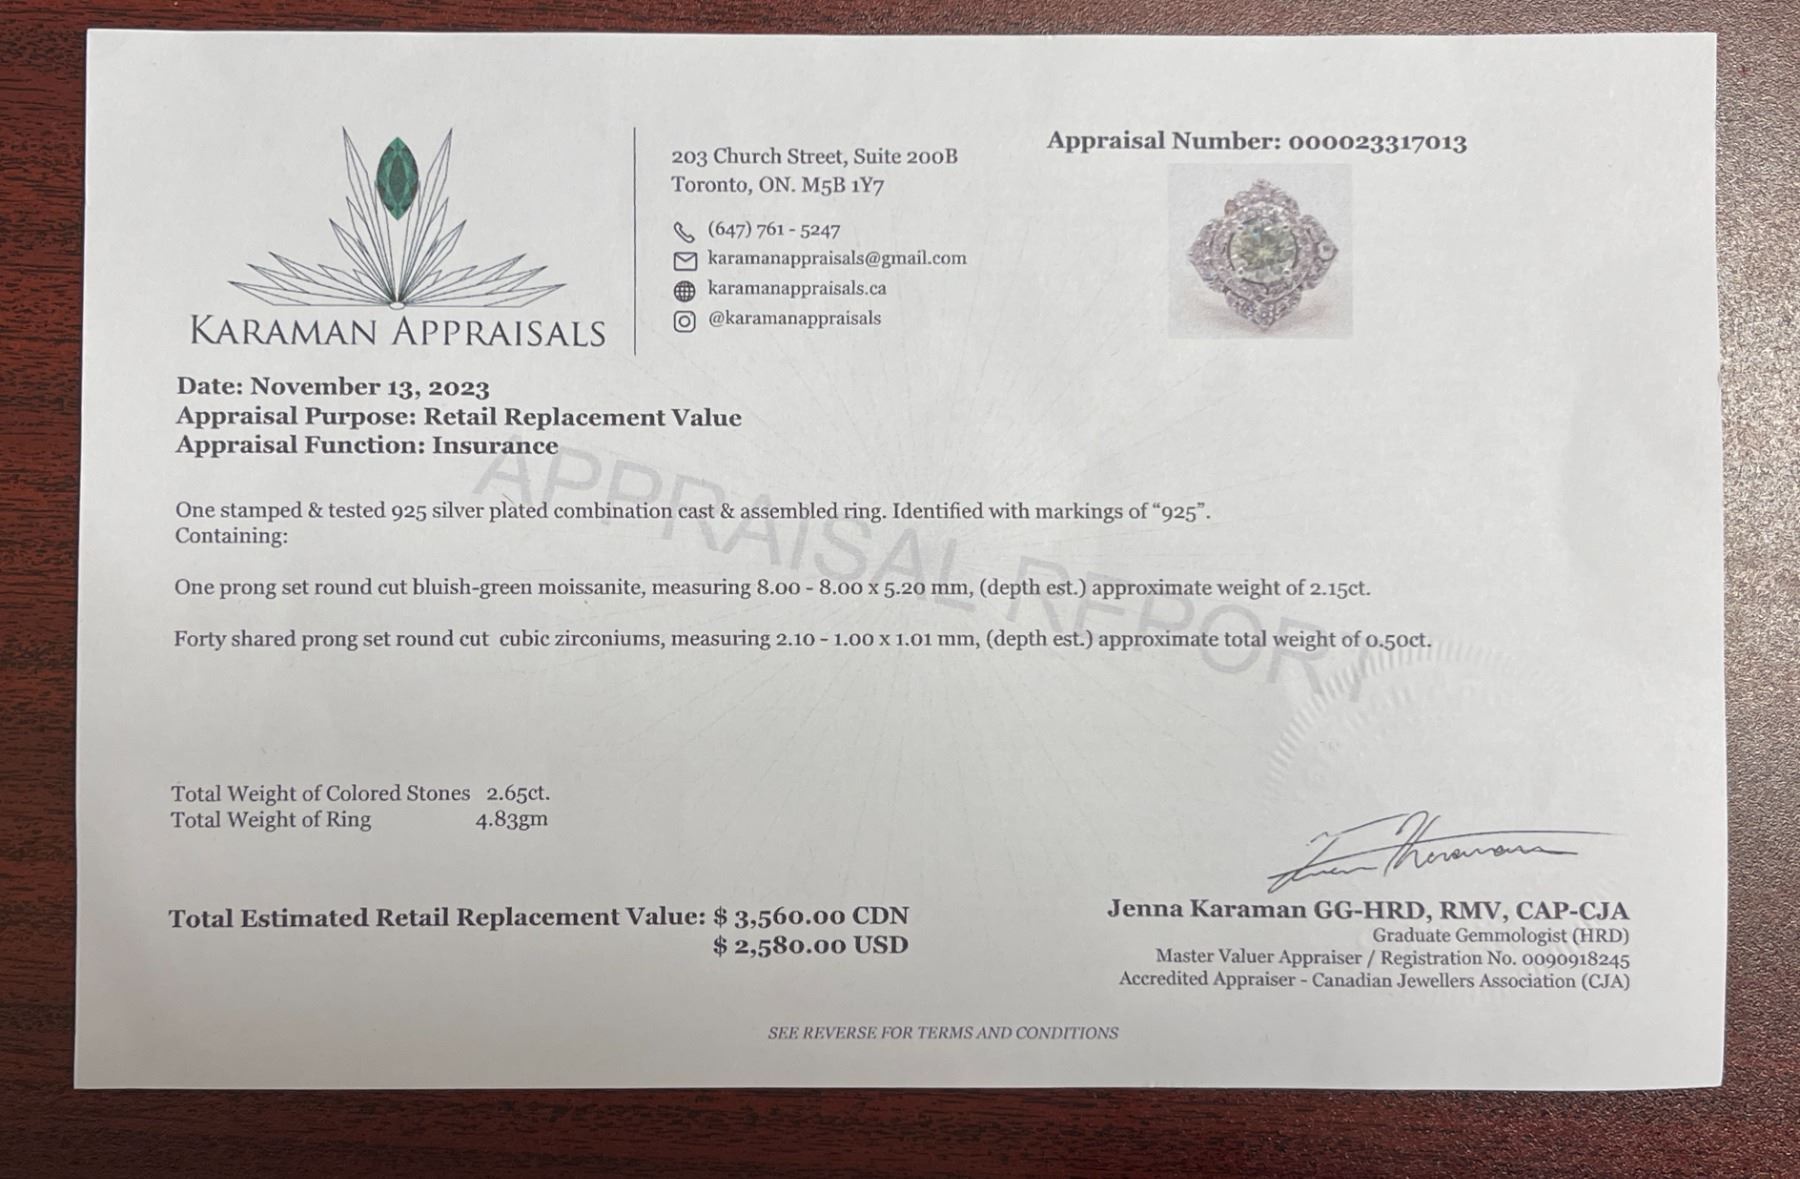 KARAMAN APPRAISALS
203 Church Street, Suite 200B
Toronto, ON. M5B 1Y7
(647) 761 - 5247
karamanappraisals@gmail.com
karamanappraisals.ca
@karamanappraisals
Appraisal Number: 000023317013
Date: November 13, 2023
Appraisal Purpose: Retail Replacement Value
Appraisal Function: Insurance
APPRAISAL REPORT
One stamped & tested 925 silver plated combination cast & assembled ring. Identified with markings of “925”.
Containing:
One prong set round cut bluish-green moissanite, measuring 8.00 - 8.00 x 5.20 mm, (depth est.) approximate weight of 2.15ct.
Forty shared prong set round cut cubic zirconiums, measuring 2.10 - 1.00 x 1.01 mm, (depth est.) approximate total weight of 0.50ct.
Total Weight of Colored Stones 2.65ct.
Total Weight of Ring 4.83gm
Total Estimated Retail Replacement Value: $ 3,560.00 CDN
$ 2,580.00 USD
Jenna Karaman GG-HRD, RMV, CAP-CJA
Graduate Gemmologist (HRD)
Master Valuer Appraiser / Registration No. 0090918245
Accredited Appraiser - Canadian Jewellers Association (CJA)
SEE REVERSE FOR TERMS AND CONDITIONS